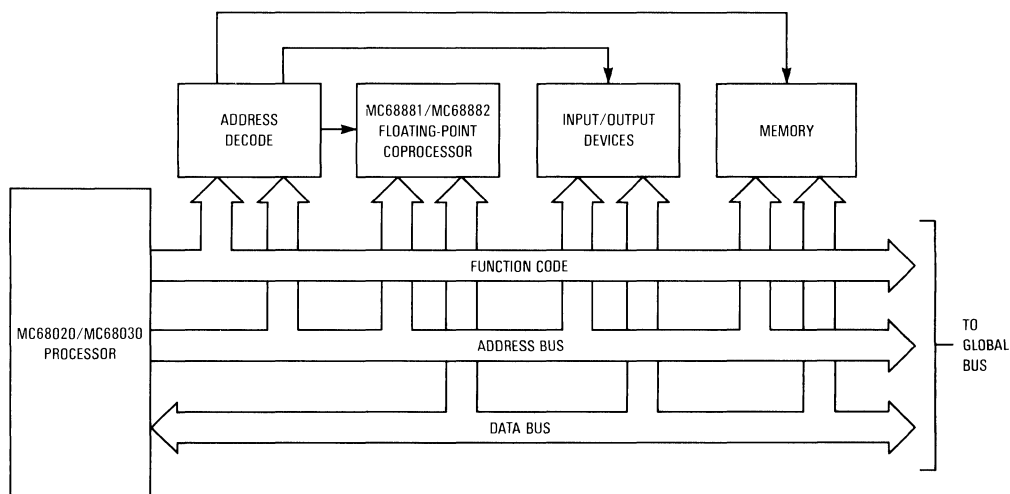 ADDRESS
DECODE
MC68881/MC68882
FLOATING-POINT
COPROCESSOR
INPUT/OUTPUT
DEVICES
MEMORY
FUNCTION CODE
MC68020/MC68030
PROCESSOR
ADDRESS BUS
TO
GLOBAL
BUS
DATA BUS